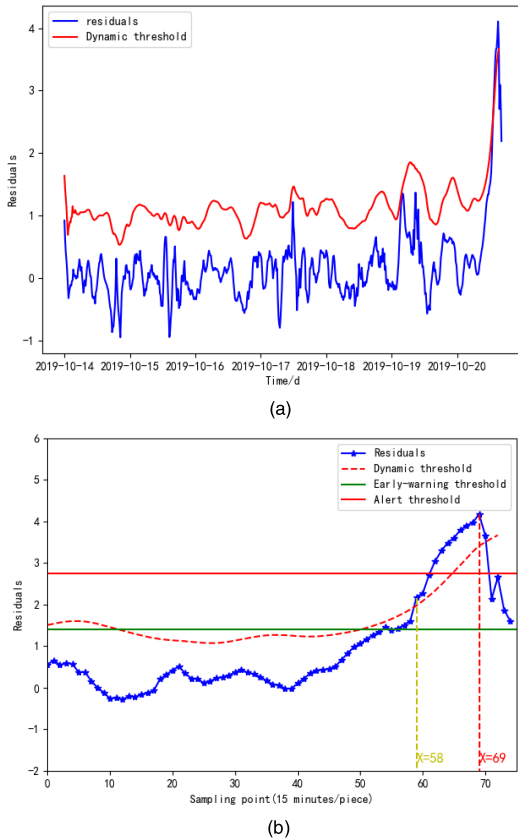 residuals
Dynamic threshold
Residuals
4
3
2
1
0
-1
2019-10-14 2019-10-15 2019-10-16 2019-10-17 2019-10-18 2019-10-19 2019-10-20
Time/d
(a)
Residuals
Dynamic threshold
Early-warning threshold
Alert threshold
Residuals
6
5
4
3
2
1
0
-1
-2
X=58
X=69
0 10 20 30 40 50 60 70
Sampling point(15 minutes/piece)
(b)